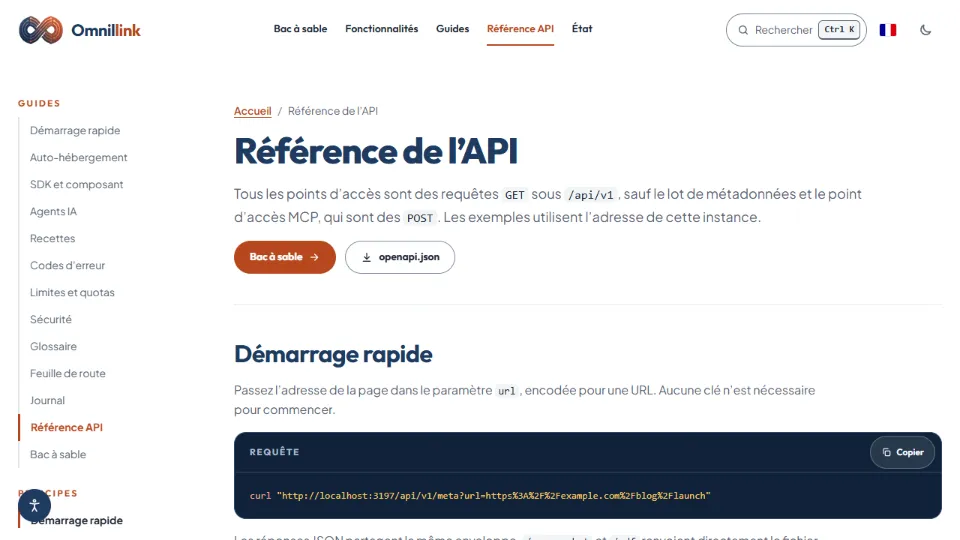 Omnillink
Bac à sable
Fonctionnalités
Guides
Référence API
État
Rechercher
Ctrl K
GUIDES
Démarrage rapide
Auto-hébergement
SDK et composant
Agents IA
Recettes
Codes d'erreur
Limites et quotas
Sécurité
Glossaire
Feuille de route
Journal
Référence API
Bac à sable
Démarrage rapide
Accueil / Référence de l'API
Référence de l’API
Tous les points d’accès sont des requêtes GET sous /api/v1, sauf le lot de métadonnées et le point
d’accès MCP, qui sont des POST. Les exemples utilisent l’adresse de cette instance.
Bac à sable →
openapi.json
Démarrage rapide
Passez l’adresse de la page dans le paramètre url, encodée pour une URL. Aucune clé n’est nécessaire
pour commencer.
REQUÊTE
Copier
curl "http://localhost:3197/api/v1/meta?url=https%3A%2F%2Fexample.com%2Fblog%2Flaunch"